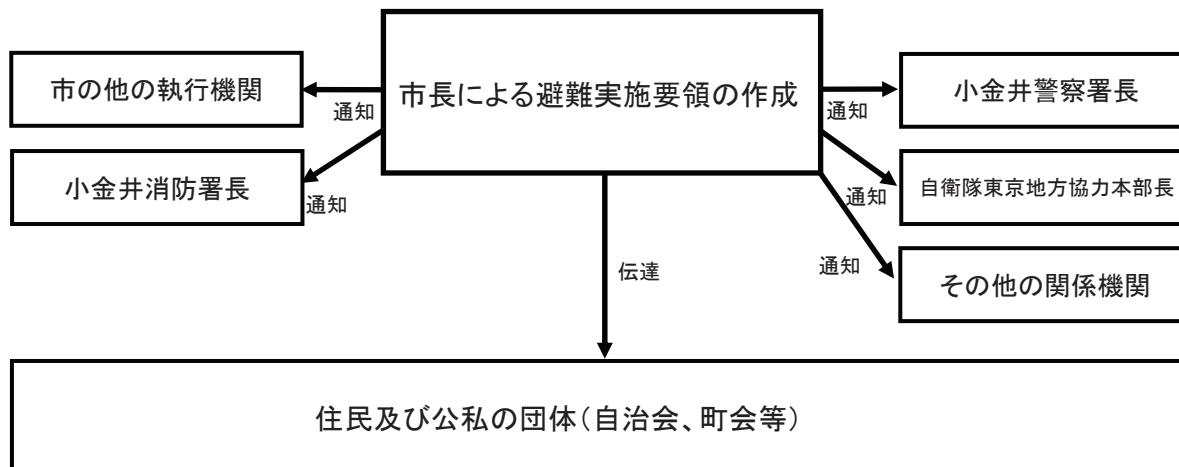 市の他の執行機関
市長による避難実施要領の作成
小金井警察署長
通知
通知
小金井消防署長
自衛隊東京地方協力本部長
通知
通知
通知
その他の関係機関
伝達
住民及び公私の団体（自治会、町会等）